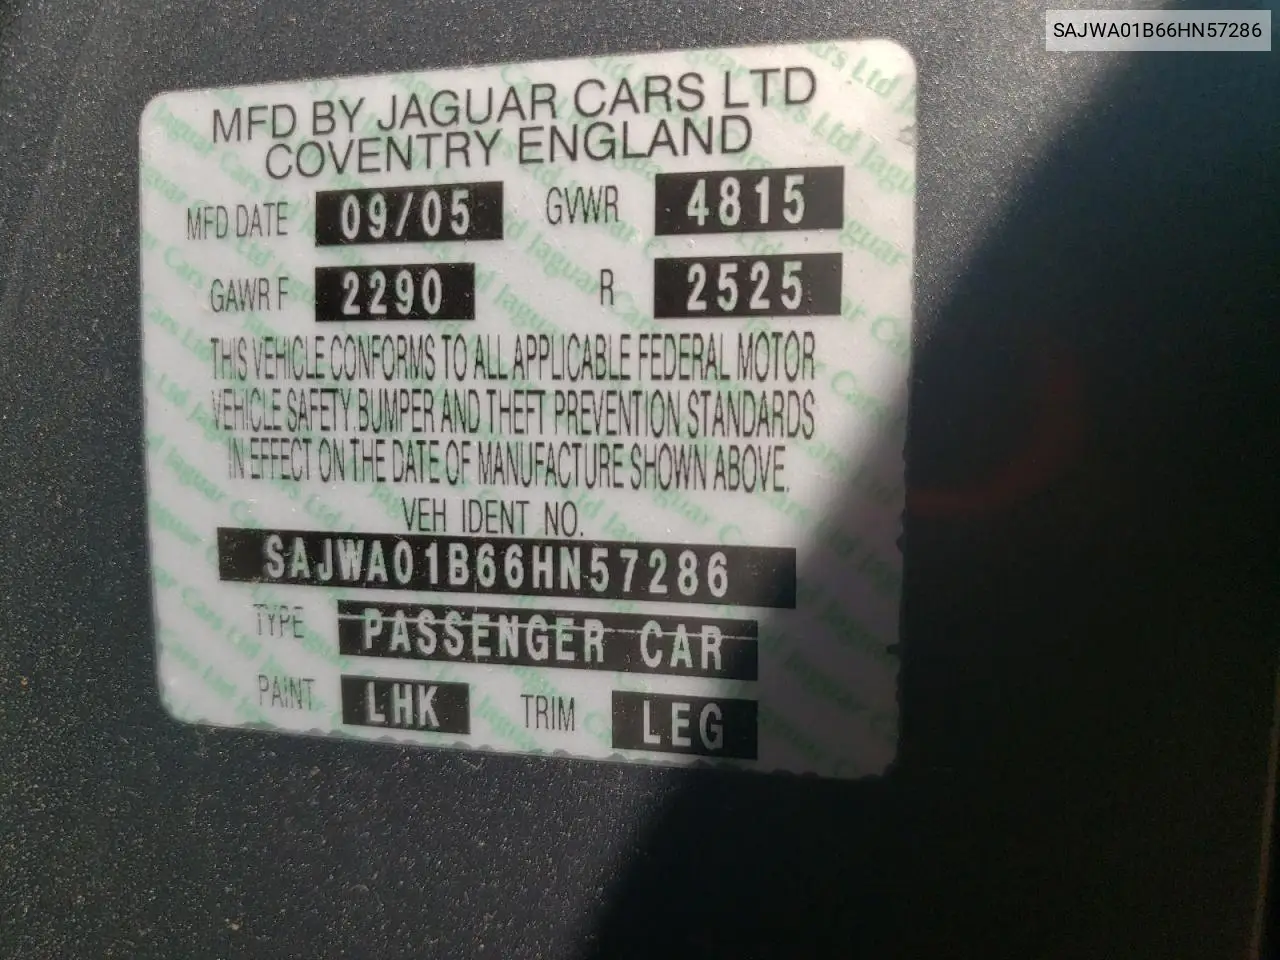 SAJWA01B66HN57286
MFD BY JAGUAR CARS LTD
COVENTRY ENGLAND
MFD DATE 09/05 GVWR 4815
GAWR F 2290 R 2525
THIS VEHICLE CONFORMS TO ALL APPLICABLE FEDERAL MOTOR
VEHICLE SAFETY, BUMPER AND THEFT PREVENTION STANDARDS
IN EFFECT ON THE DATE OF MANUFACTURE SHOWN ABOVE.
VEH IDENT NO.
SAJWA01B66HN57286
TYPE PASSENGER CAR
PAINT LHK TRIM LEG